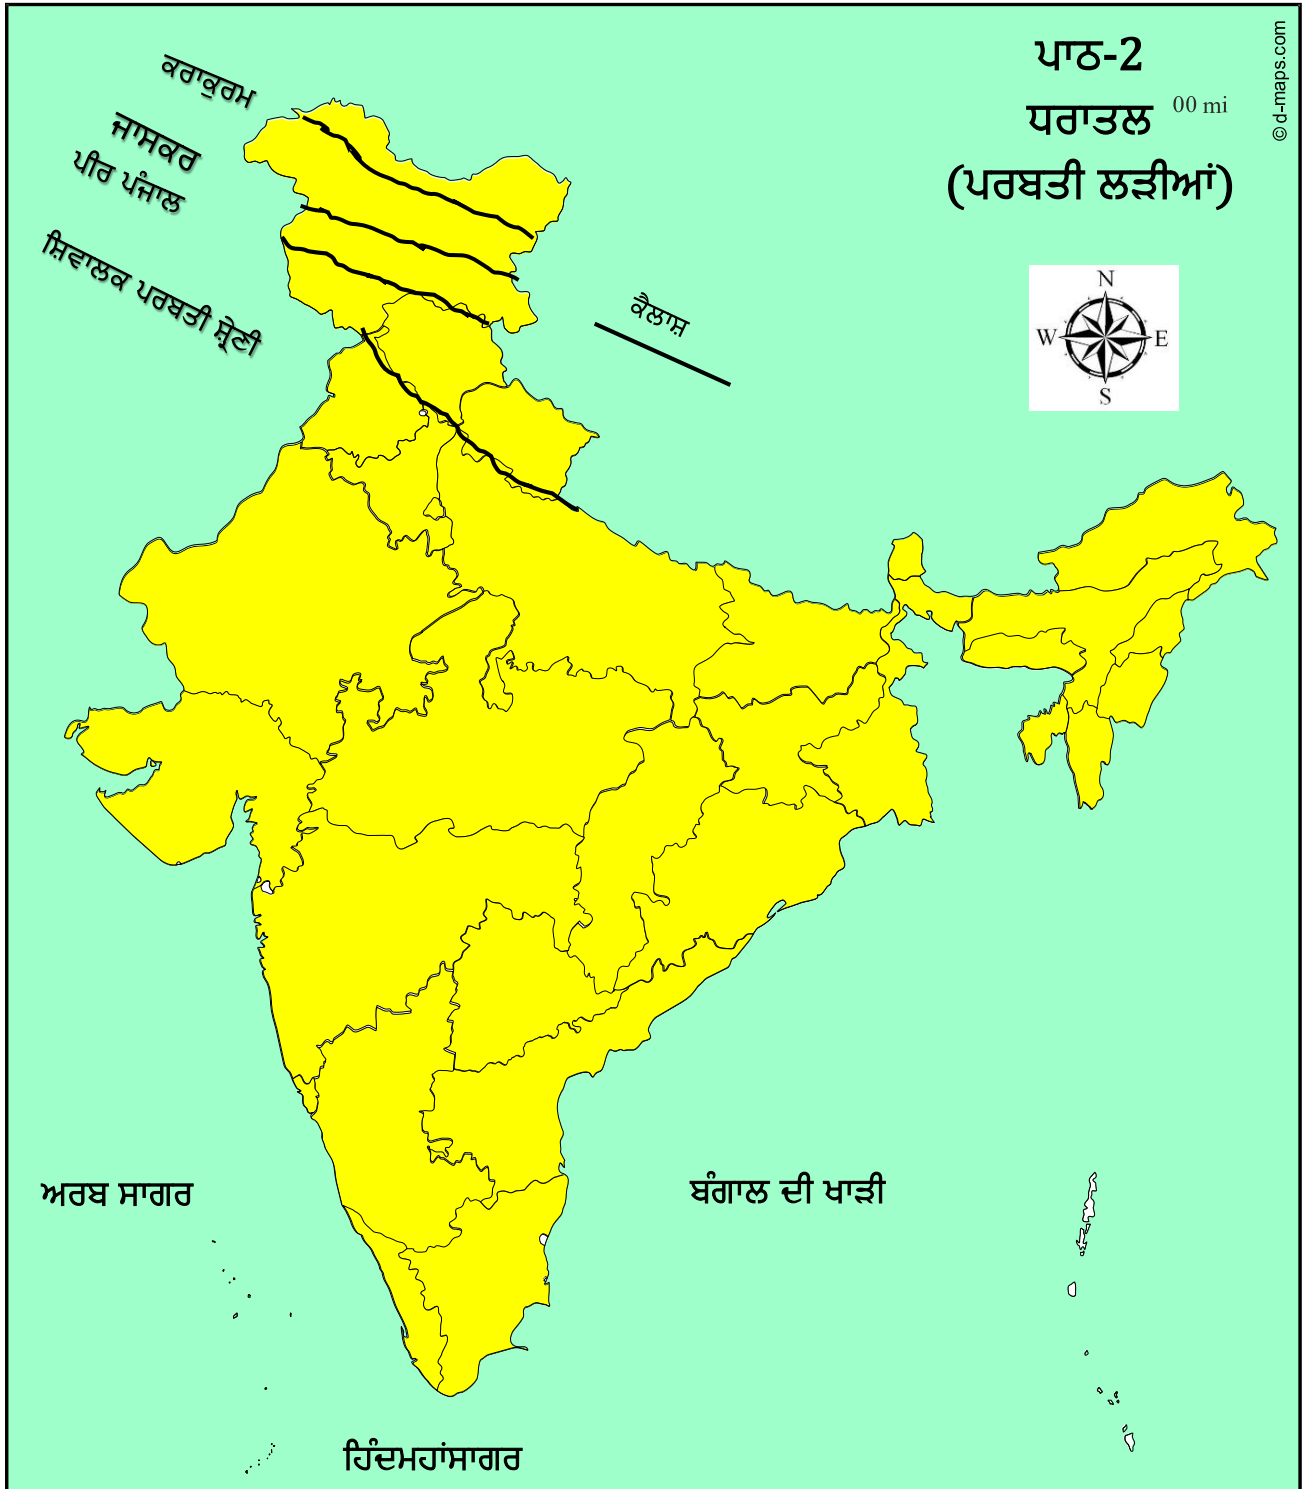 ਪਾਠ-2
ਧਰਾਤਲ 00 mi
(ਪਰਬਤੀ ਲੜੀਆਂ)
© d-maps.com
ਕਰਾਕੁਰਮ
ਜਾਸਕਰ
ਪੀਰ ਪੰਜਾਲ
ਸ਼ਿਵਾਲਕ ਪਰਬਤੀ ਸ਼੍ਰੇਣੀ
ਕੈਲਾਸ਼
N
W E
S
ਅਰਬ ਸਾਗਰ
ਬੰਗਾਲ ਦੀ ਖਾੜੀ
ਹਿੰਦਮਹਾਂਸਾਗਰ